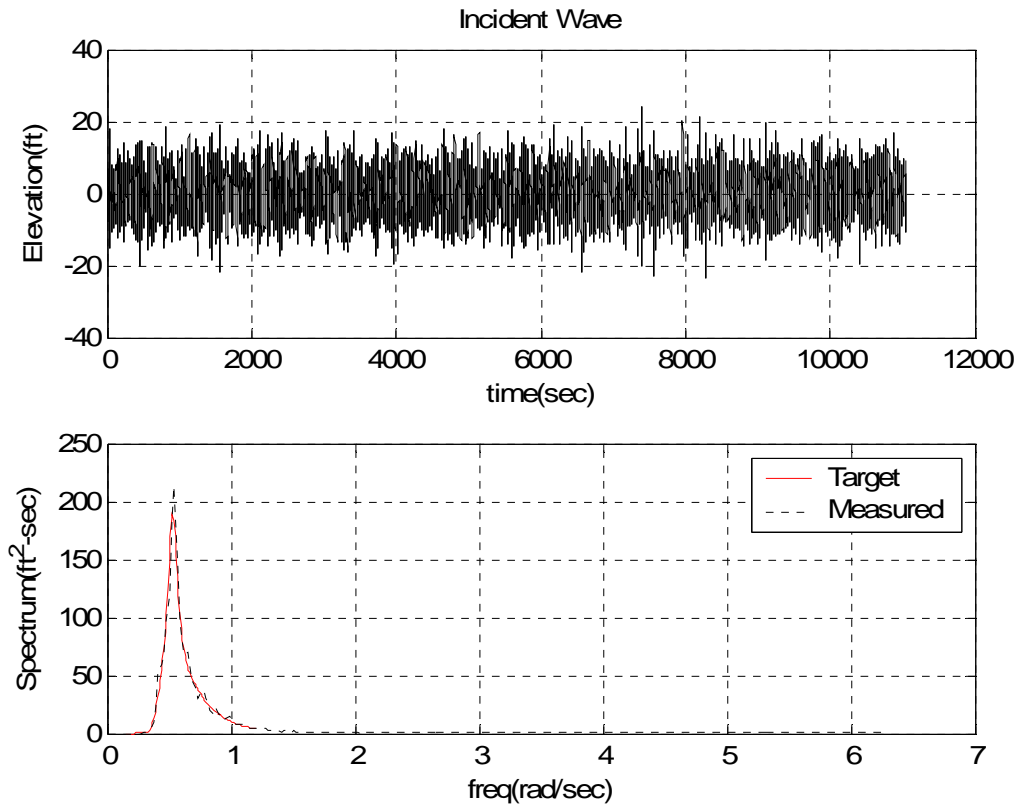 Incident Wave
40
20
0
-20
-40
Elevation(ft)
0 2000 4000 6000 8000 10000 12000
time(sec)
250
200
150
100
50
0
Spectrum(ft²-sec)
Target
Measured
0 1 2 3 4 5 6 7
freq(rad/sec)